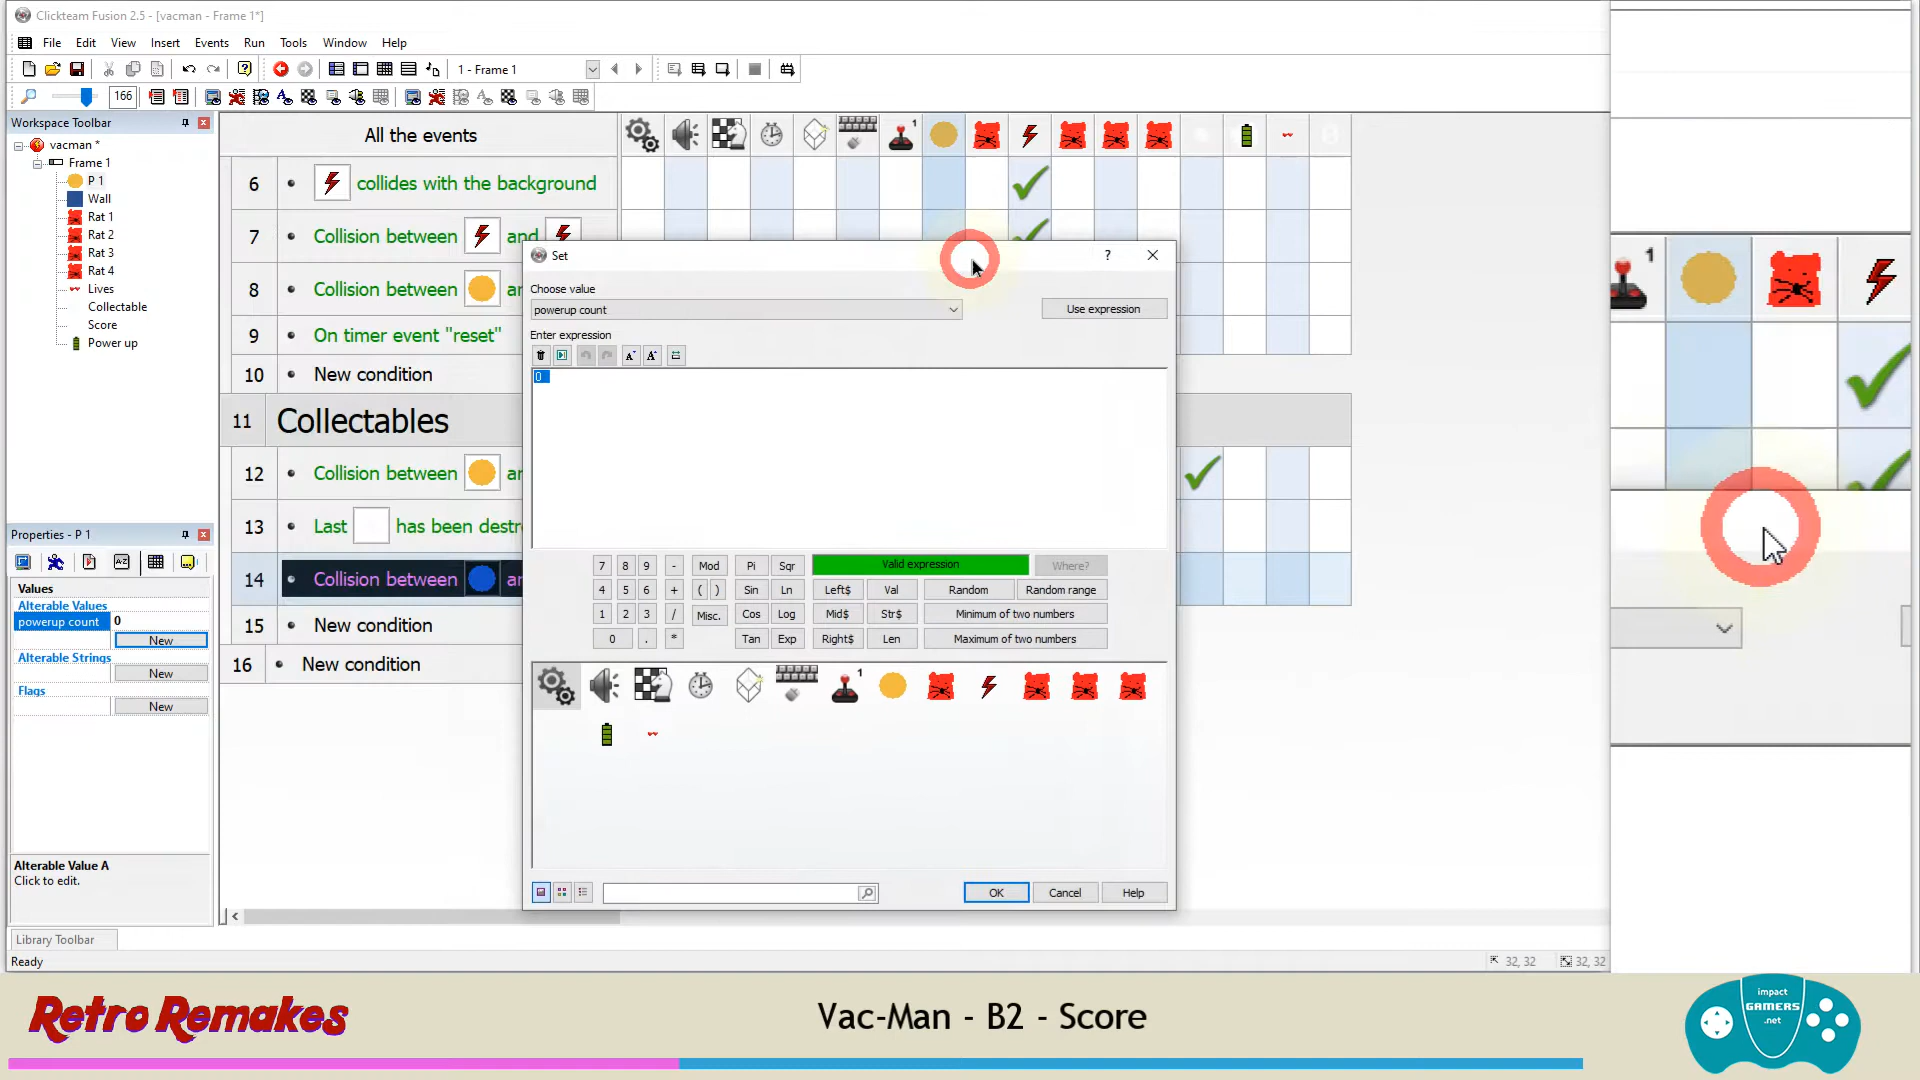 Clickteam Fusion 2.5 - [vacman - Frame 1*]
File Edit View Insert Events Run Tools Window Help
1 - Frame 1
166
Workspace Toolbar
vacman *
Frame 1
P 1
Wall
Rat 1
Rat 2
Rat 3
Rat 4
Lives
Collectable
Score
Power up
All the events
1
6 collides with the background
7 Collision between and
8 Collision between
9 On timer event "reset"
10 New condition
11 Collectables
12 Collision between
13 Last has been destr
14 Collision between
15 New condition
16 New condition
Set
?
Choose value
powerup count
Use expression
Enter expression
0
7 8 9 - Mod Pi Sqr Valid expression Where?
4 5 6 + ( ) Sin Ln Left$ Val Random Random range
1 2 3 / Misc. Cos Log Mid$ Str$ Minimum of two numbers
0 . * Tan Exp Right$ Len Maximum of two numbers
1
OK Cancel Help
Properties - P 1
Values
Alterable Values
powerup count 0
New
Alterable Strings
New
Flags
New
Alterable Value A
Click to edit.
Library Toolbar
Ready
32, 32 32, 32
1
Retro Remakes
Vac-Man - B2 - Score
impact
GAMERS
.net